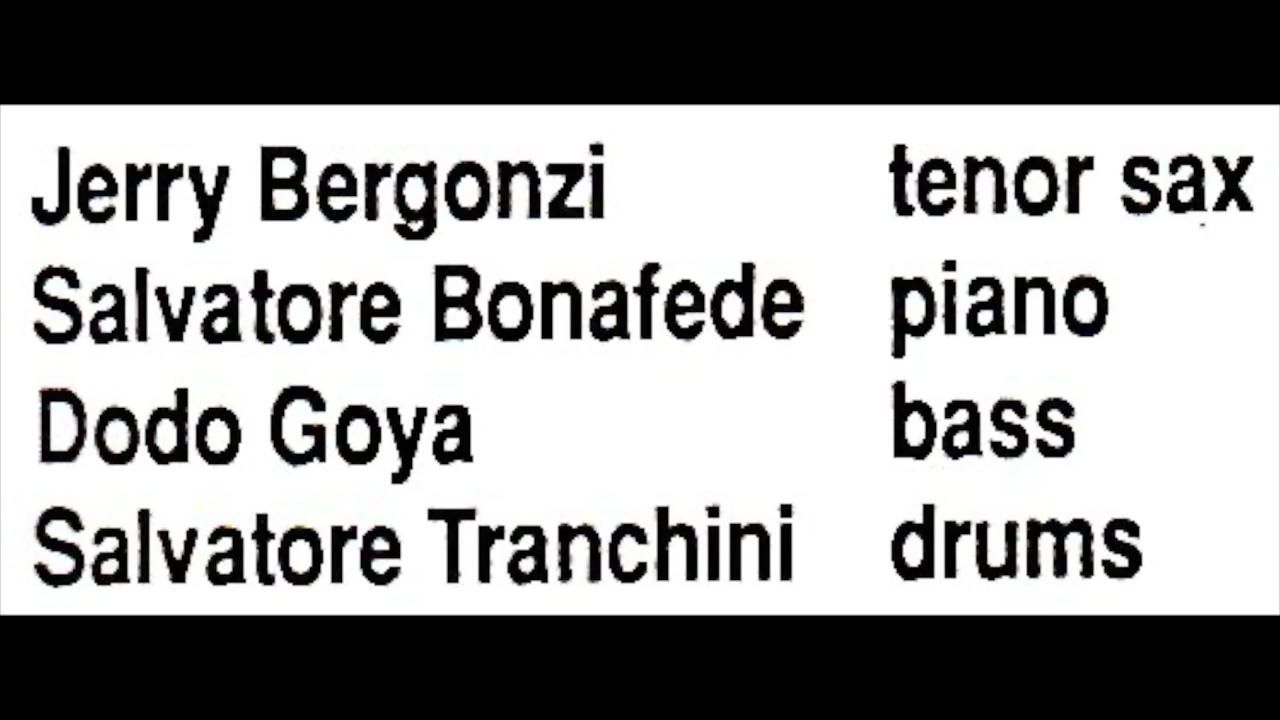 Jerry Bergonzi tenor sax
Salvatore Bonafede piano
Dodo Goya bass
Salvatore Tranchini drums